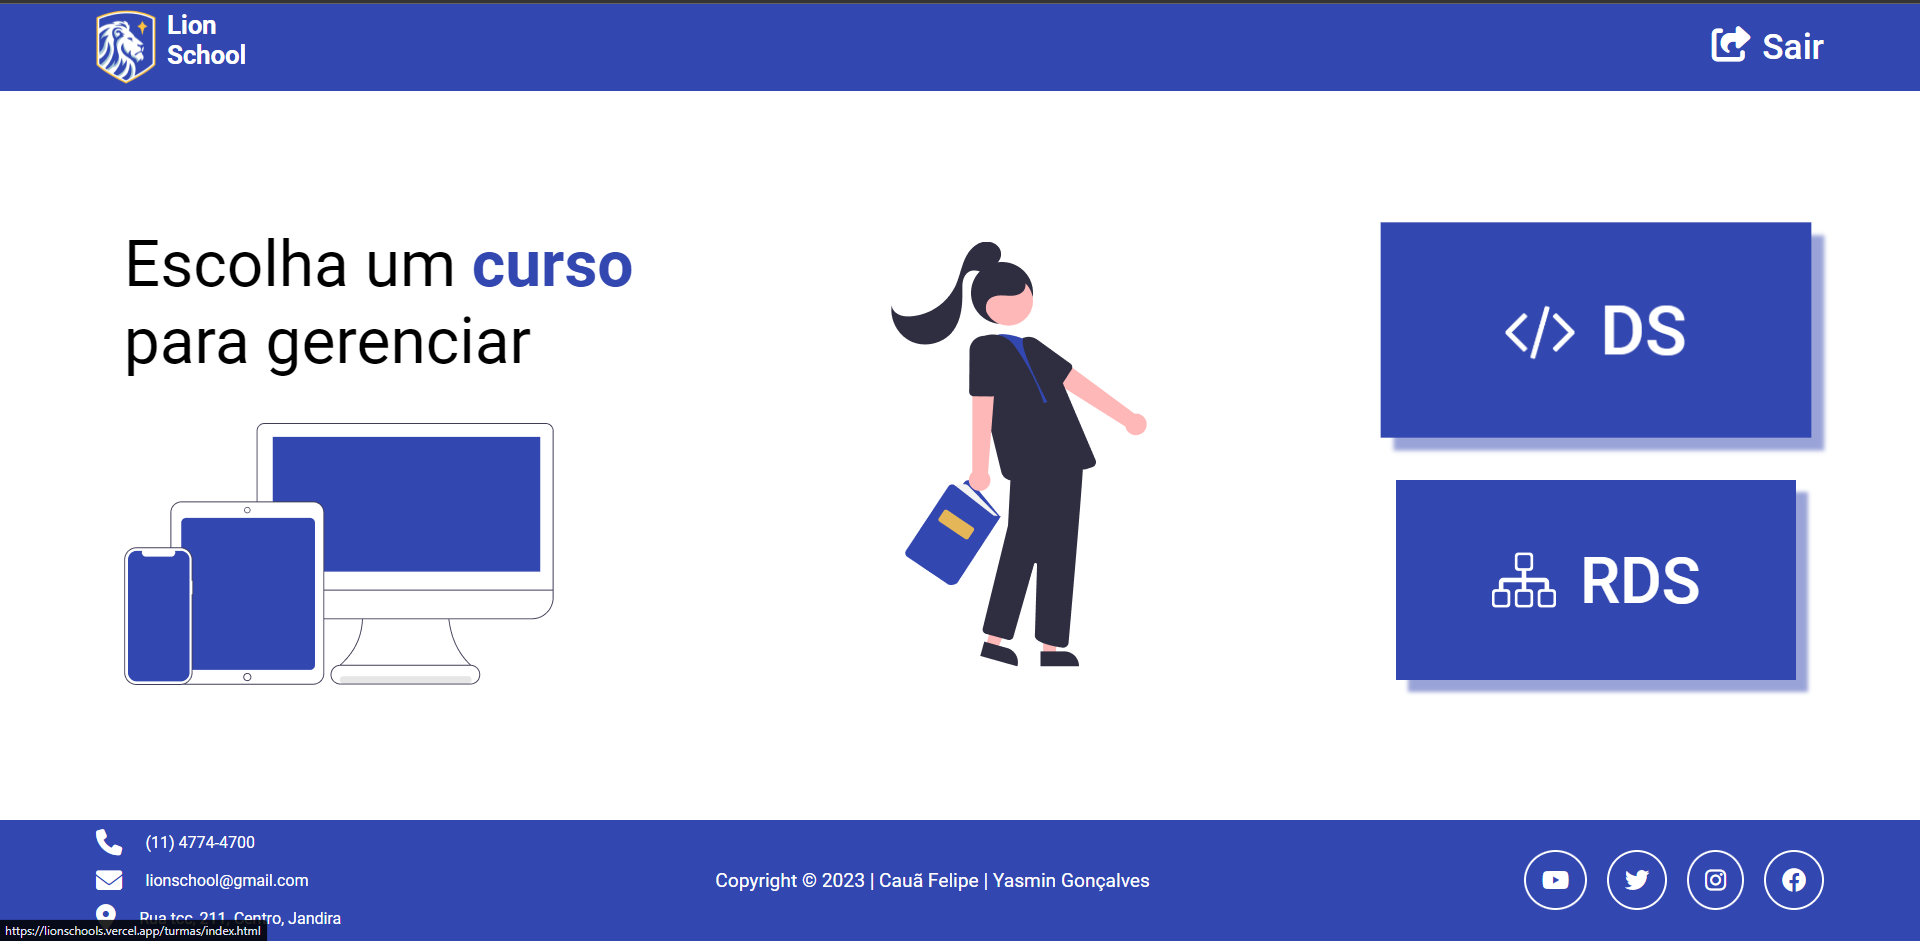 Lion
School
Sair
Escolha um curso
para gerenciar
</> DS
RDS
(11) 4774-4700
lionschool@gmail.com
Rua tcc, 211, Centro, Jandira
Copyright © 2023 | Cauã Felipe | Yasmin Gonçalves
https://lionschools.vercel.app/turmas/index.html